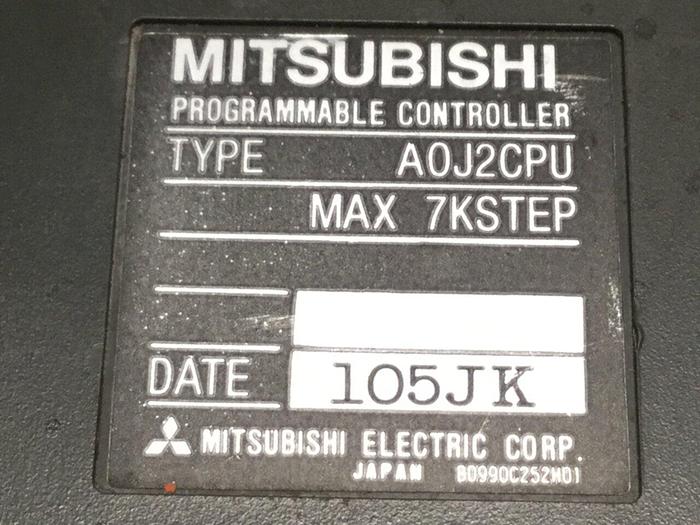 MITSUBISHI
PROGRAMMABLE CONTROLLER
TYPE A0J2CPU
MAX 7KSTEP
DATE 105JK
MITSUBISHI ELECTRIC CORP.
JAPAN BD990C252H01